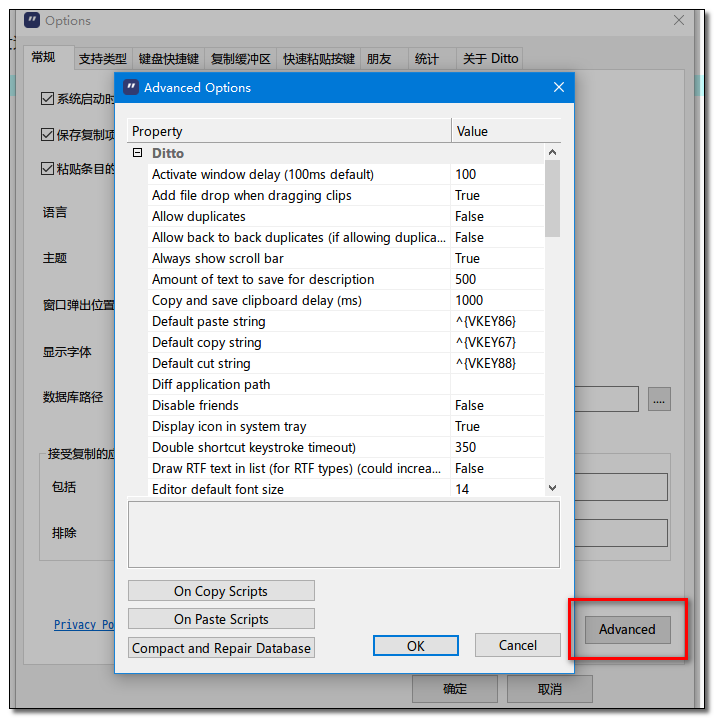 Options
常规 支持类型 键盘快捷键 复制缓冲区 快速粘贴按键 朋友 统计 关于 Ditto
系统启动时
保存复制项
粘贴条目的
语言
主题
窗口弹出位置
显示字体
数据库路径
....
接受复制的应
包括
排除
Privacy Po
Advanced
确定 取消
Advanced Options
Property Value
Ditto
Activate window delay (100ms default) 100
Add file drop when dragging clips True
Allow duplicates False
Allow back to back duplicates (if allowing duplica... False
Always show scroll bar True
Amount of text to save for description 500
Copy and save clipboard delay (ms) 1000
Default paste string ^{VKEY86}
Default copy string ^{VKEY67}
Default cut string ^{VKEY88}
Diff application path
Disable friends False
Display icon in system tray True
Double shortcut keystroke timeout) 350
Draw RTF text in list (for RTF types) (could increa... False
Editor default font size 14
On Copy Scripts
On Paste Scripts
Compact and Repair Database
OK Cancel